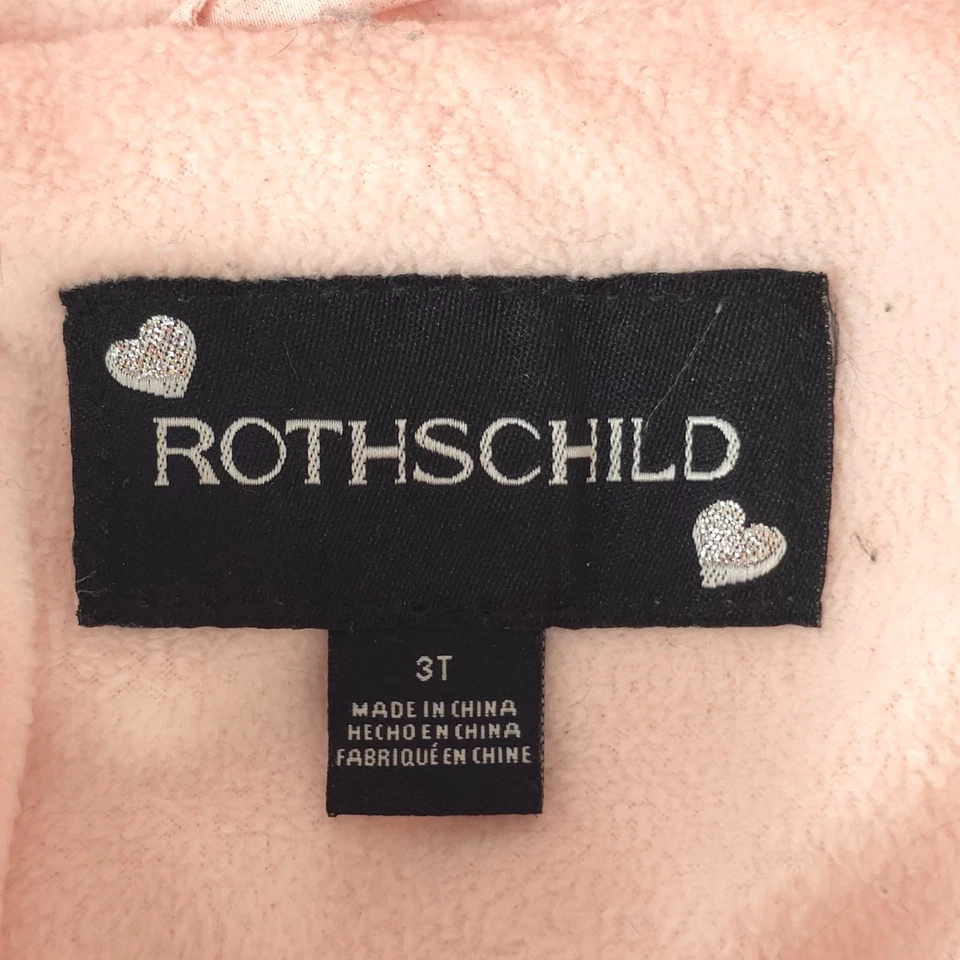 ROTHSCHILD
3T
MADE IN CHINA
HECHO EN CHINA
FABRIQUÉ EN CHINE